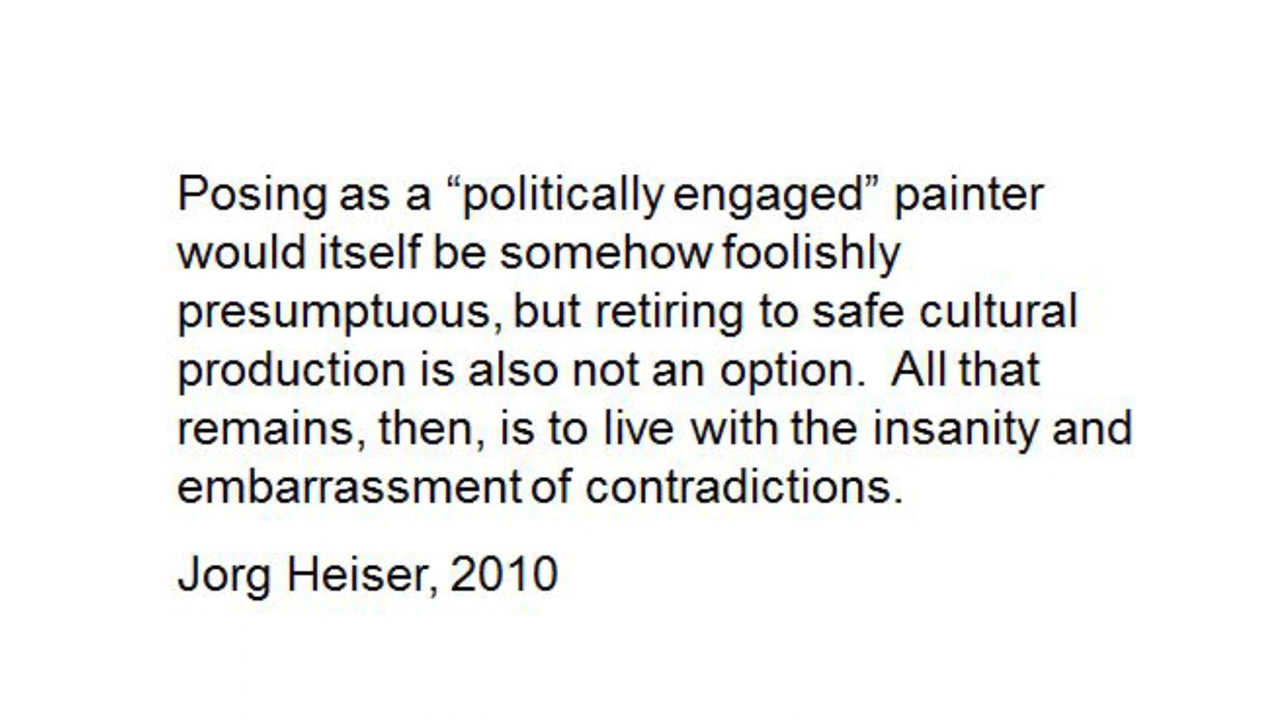 Posing as a “politically engaged” painter
would itself be somehow foolishly
presumptuous, but retiring to safe cultural
production is also not an option.  All that
remains, then, is to live with the insanity and
embarrassment of contradictions.
Jorg Heiser, 2010